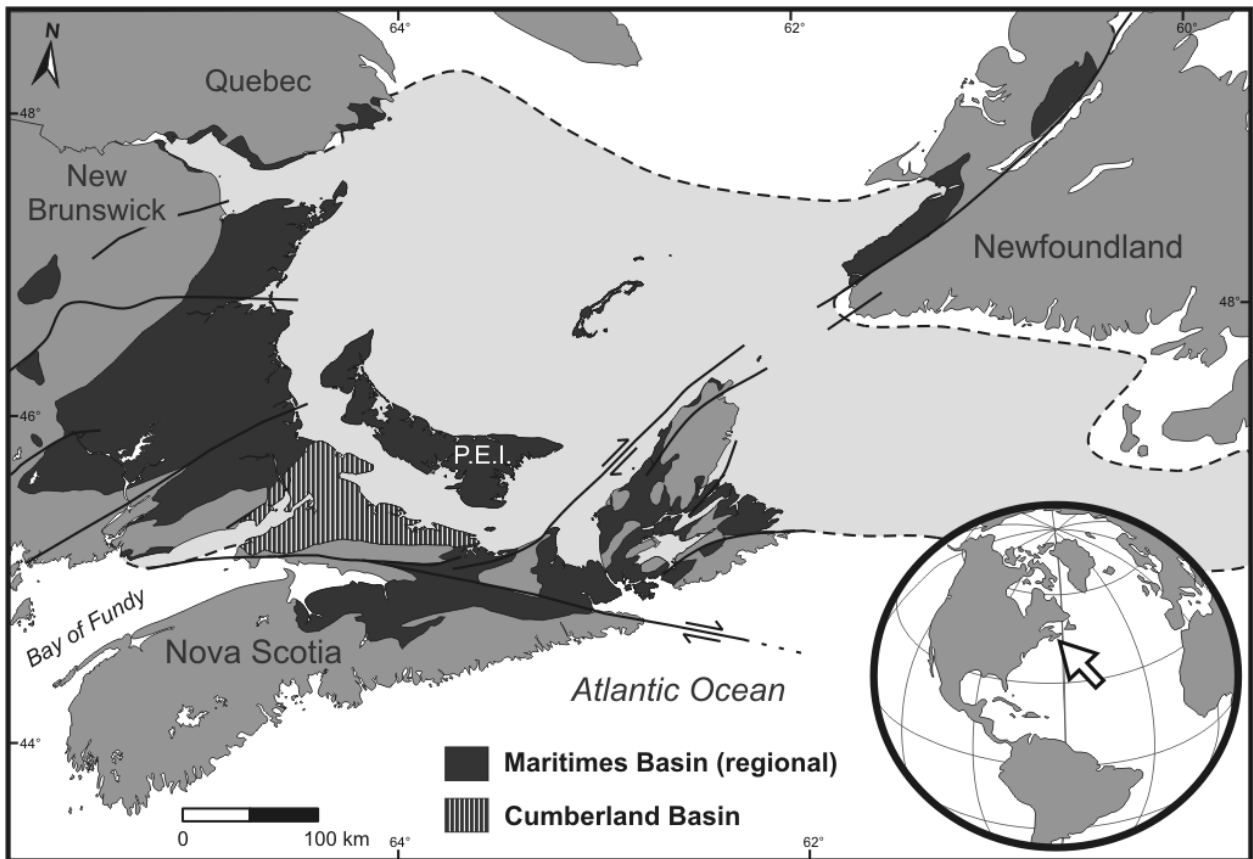 64°
62°
60°
N
Quebec
48°
New
Brunswick
Newfoundland
48°
46°
P.E.I.
Bay of Fundy
Nova Scotia
Atlantic Ocean
44°
Maritimes Basin (regional)
Cumberland Basin
0
100 km
64°
62°